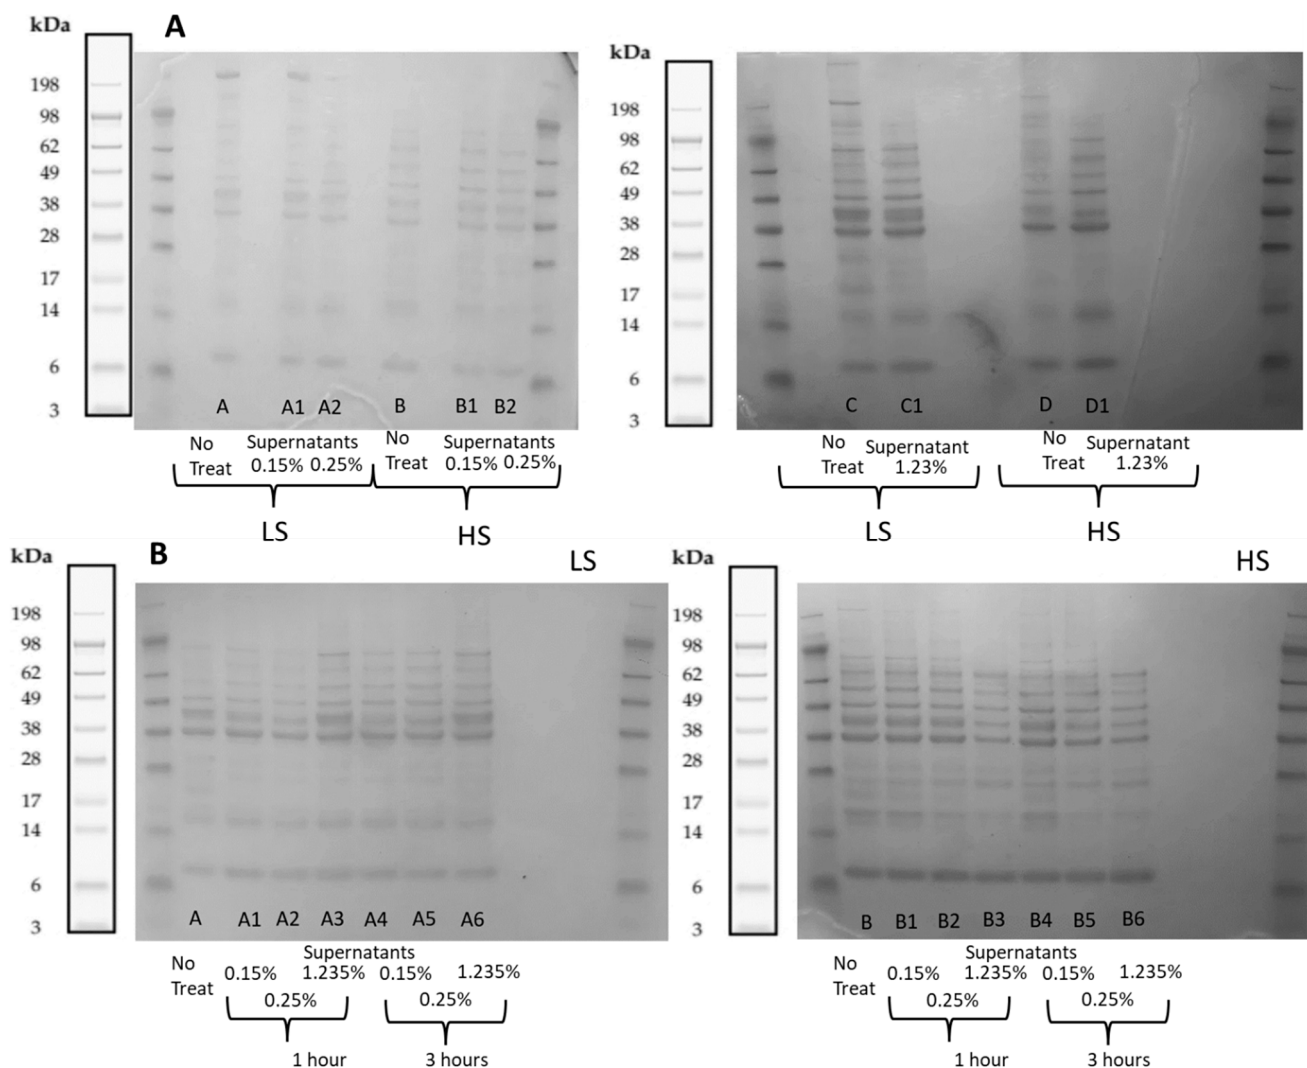 A
kDa
198
98
62
49
38
28
17
14
6
3
A A1 A2 B B1 B2
No Treat
Supernatants
0.15% 0.25%
No Treat
Supernatants
0.15% 0.25%
LS
HS
kDa
198
98
62
49
38
28
17
14
6
3
C C1 D D1
No Treat
Supernatant
1.23%
No Treat
Supernatant
1.23%
LS
HS
B
LS
kDa
198
98
62
49
38
28
17
14
6
3
A A1 A2 A3 A4 A5 A6
Supernatants
No Treat
0.15% 1.235% 0.15% 1.235%
0.25% 0.25%
1 hour 3 hours
HS
kDa
198
98
62
49
38
28
17
14
6
3
B B1 B2 B3 B4 B5 B6
Supernatants
No Treat
0.15% 1.235% 0.15% 1.235%
0.25% 0.25%
1 hour 3 hours